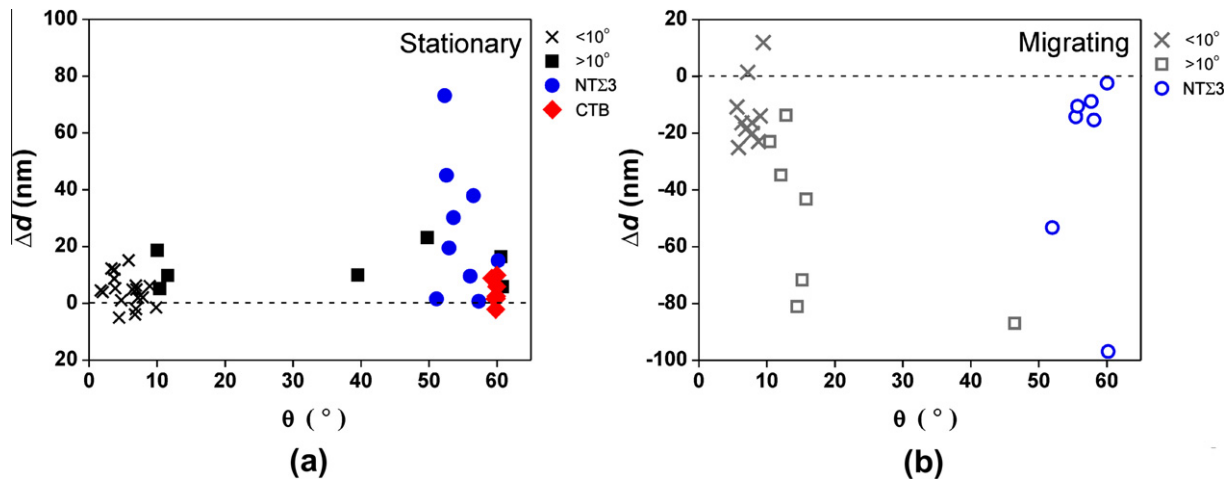 100
80
60
40
20
0
20
Δd (nm)
Stationary
<10°
>10°
NTΣ3
CTB
0 10 20 30 40 50 60
θ (°)
(a)
20
0
-20
-40
-60
-80
-100
Δd (nm)
Migrating
<10°
>10°
NTΣ3
0 10 20 30 40 50 60
θ (°)
(b)